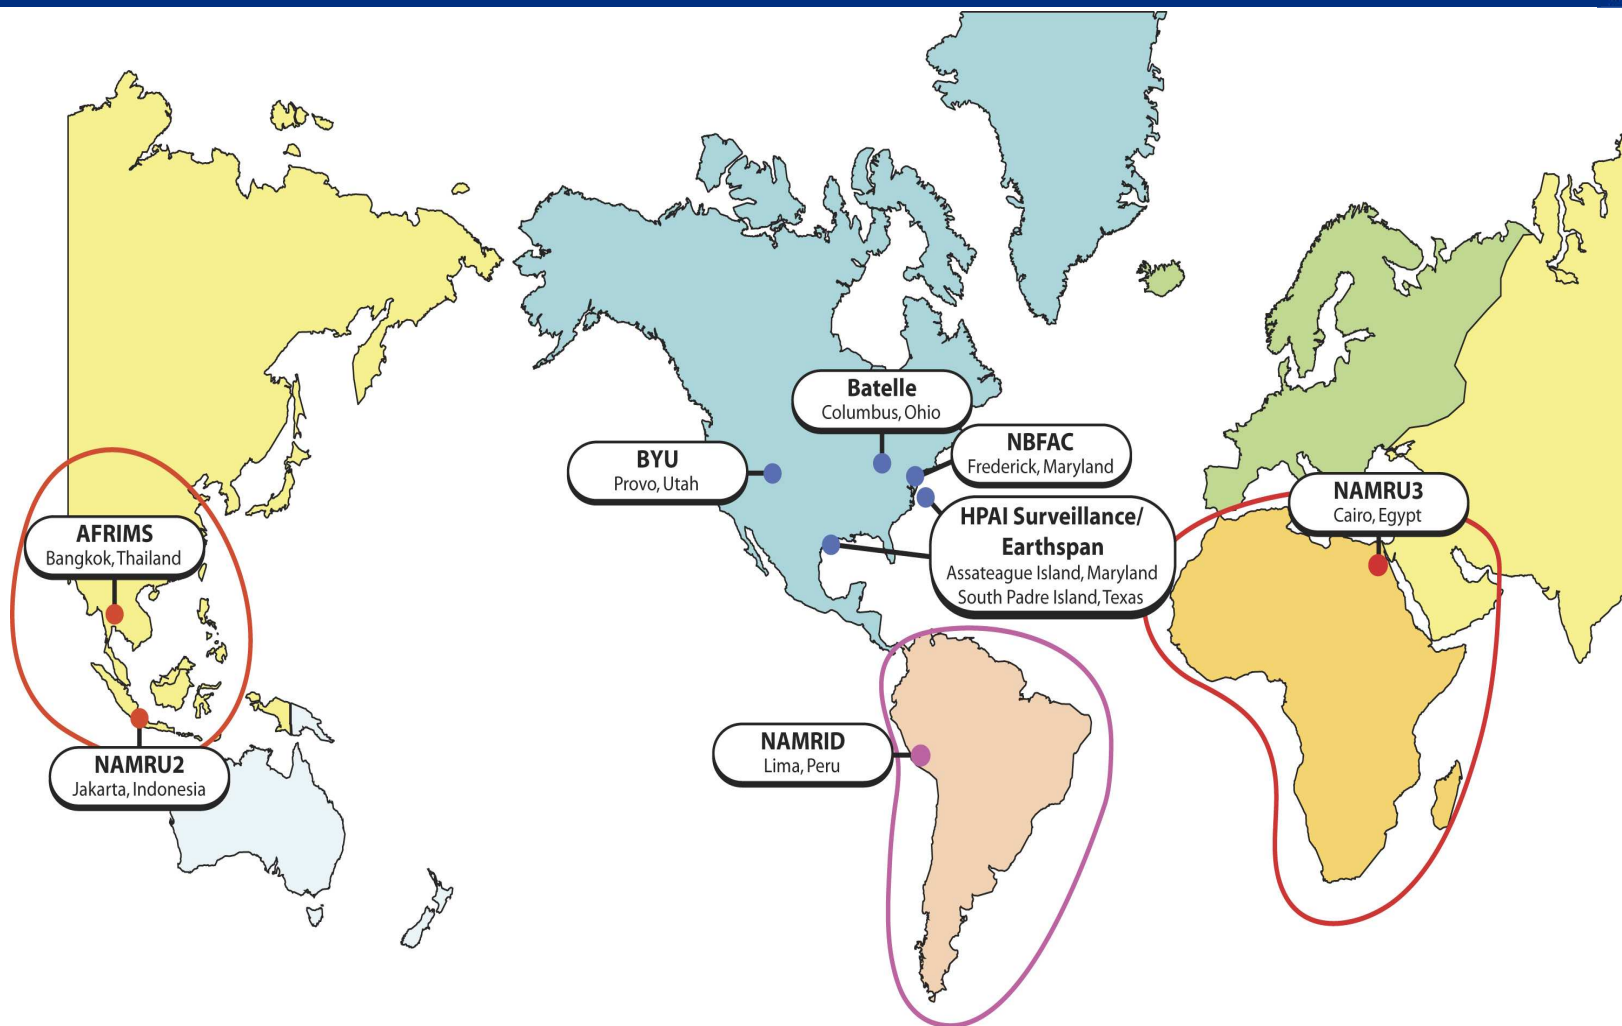 Batelle
Columbus, Ohio
NBFAC
Frederick, Maryland
BYU
Provo, Utah
NAMRU3
Cairo, Egypt
HPAI Surveillance/
Earthspan
Assateague Island, Maryland
South Padre Island, Texas
AFRIMS
Bangkok, Thailand
NAMRID
Lima, Peru
NAMRU2
Jakarta, Indonesia